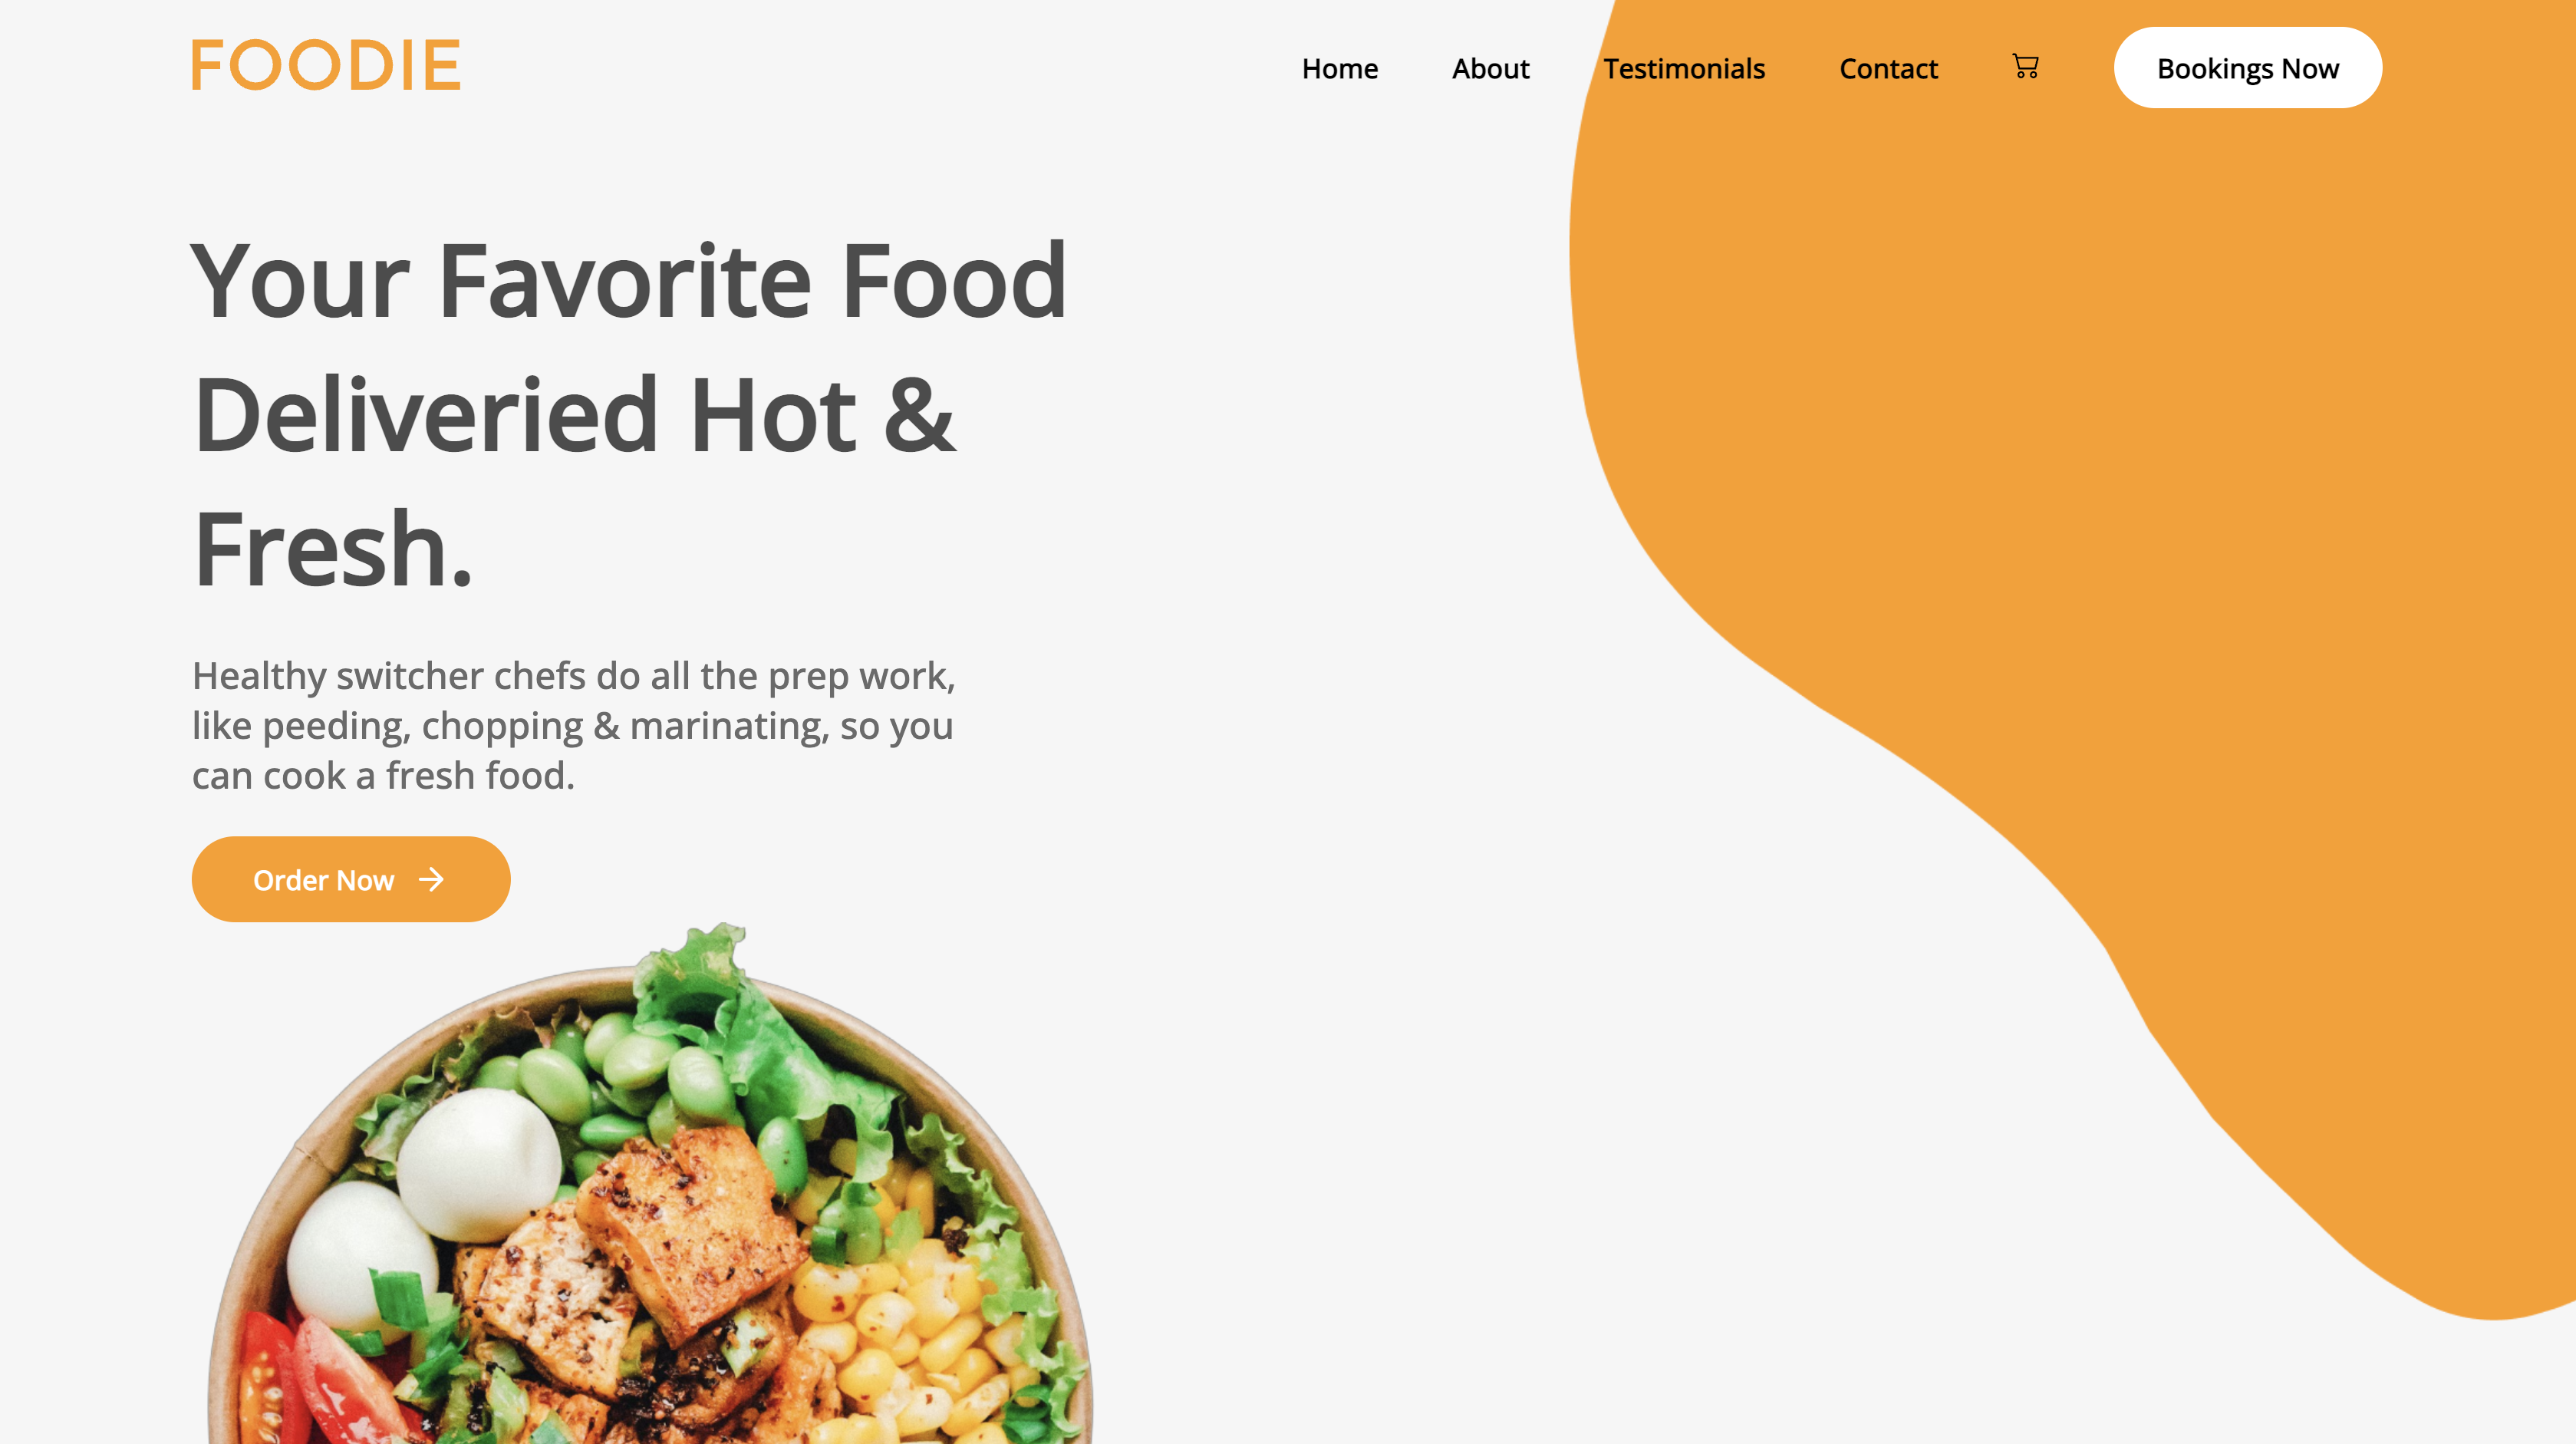 FOODIE
Home About Testimonials Contact Bookings Now
Your Favorite Food
Deliveried Hot &
Fresh.
Healthy switcher chefs do all the prep work,
like peeding, chopping & marinating, so you
can cook a fresh food.
Order Now